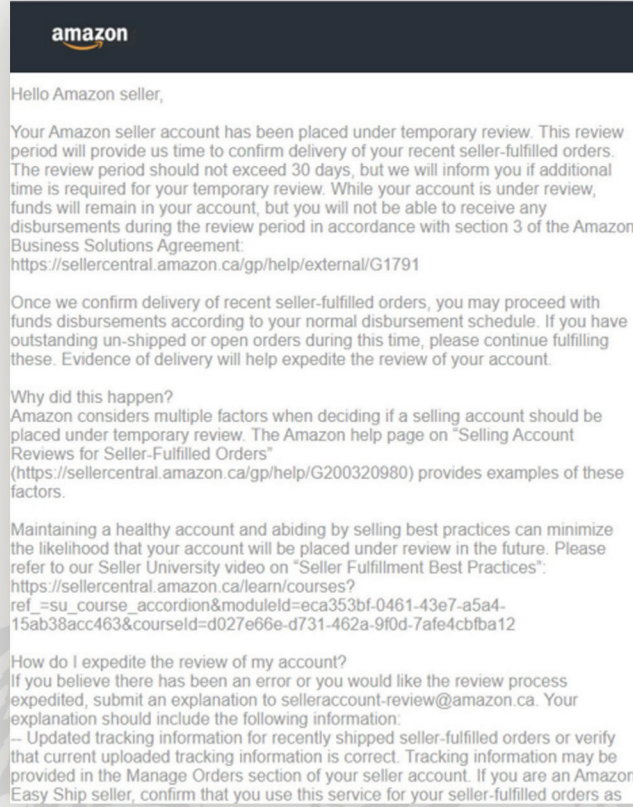 amazon
Hello Amazon seller,
Your Amazon seller account has been placed under temporary review. This review
period will provide us time to confirm delivery of your recent seller-fulfilled orders.
The review period should not exceed 30 days, but we will inform you if additional
time is required for your temporary review. While your account is under review,
funds will remain in your account, but you will not be able to receive any
disbursements during the review period in accordance with section 3 of the Amazon
Business Solutions Agreement:
https://sellercentral.amazon.ca/gp/help/external/G1791
Once we confirm delivery of recent seller-fulfilled orders, you may proceed with
funds disbursements according to your normal disbursement schedule. If you have
outstanding un-shipped or open orders during this time, please continue fulfilling
these. Evidence of delivery will help expedite the review of your account.
Why did this happen?
Amazon considers multiple factors when deciding if a selling account should be
placed under temporary review. The Amazon help page on "Selling Account
Reviews for Seller-Fulfilled Orders"
(https://sellercentral.amazon.ca/gp/help/G200320980) provides examples of these
factors.
Maintaining a healthy account and abiding by selling best practices can minimize
the likelihood that your account will be placed under review in the future. Please
refer to our Seller University video on "Seller Fulfillment Best Practices":
https://sellercentral.amazon.ca/learn/courses?
ref_=su_course_accordion&moduleId=eca353bf-0461-43e7-a5a4-
15ab38acc463&courseId=d027e66e-d731-462a-9f0d-7afe4cbfba12
How do I expedite the review of my account?
If you believe there has been an error or you would like the review process
expedited, submit an explanation to selleraccount-review@amazon.ca. Your
explanation should include the following information:
-- Updated tracking information for recently shipped seller-fulfilled orders or verify
that current uploaded tracking information is correct. Tracking information may be
provided in the Manage Orders section of your seller account. If you are an Amazon
Easy Ship seller, confirm that you use this service for your seller-fulfilled orders as